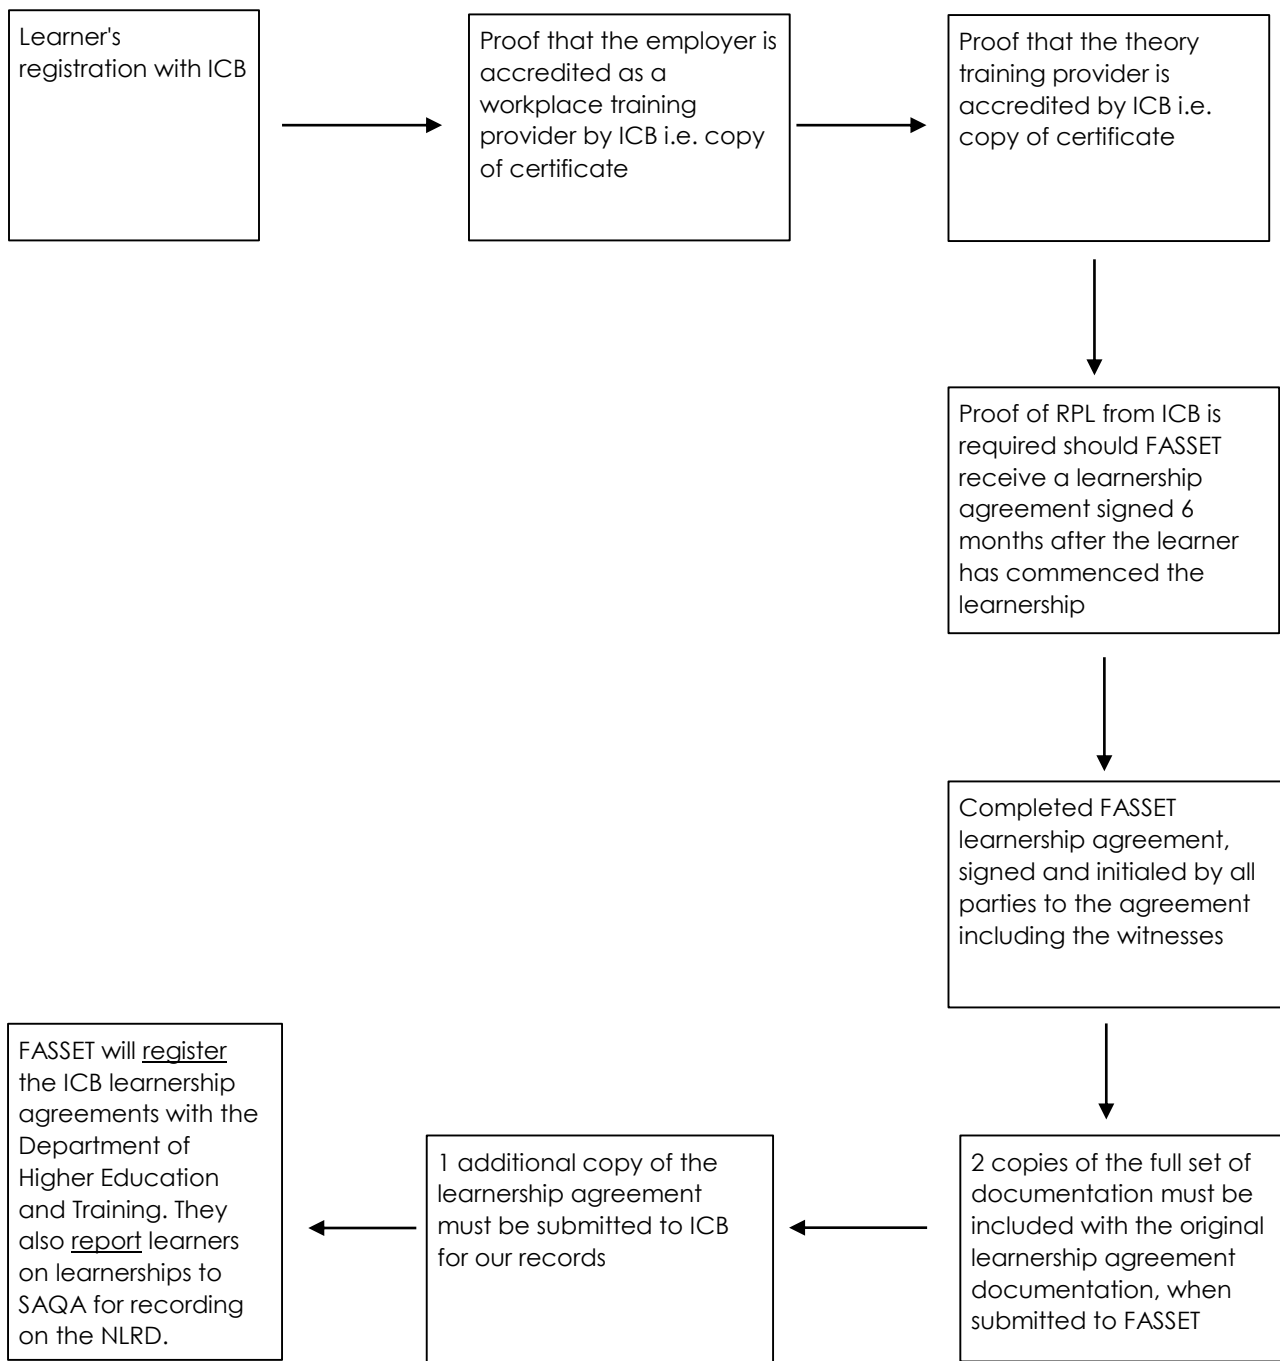 Learner's
registration with ICB
Proof that the employer is
accredited as a
workplace training
provider by ICB i.e. copy
of certificate
Proof that the theory
training provider is
accredited by ICB i.e.
copy of certificate
Proof of RPL from ICB is
required should FASSET
receive a learnership
agreement signed 6
months after the learner
has commenced the
learnership
Completed FASSET
learnership agreement,
signed and initialed by all
parties to the agreement
including the witnesses
2 copies of the full set of
documentation must be
included with the original
learnership agreement
documentation, when
submitted to FASSET
1 additional copy of the
learnership agreement
must be submitted to ICB
for our records
FASSET will register
the ICB learnership
agreements with the
Department of
Higher Education
and Training. They
also report learners
on learnerships to
SAQA for recording
on the NLRD.